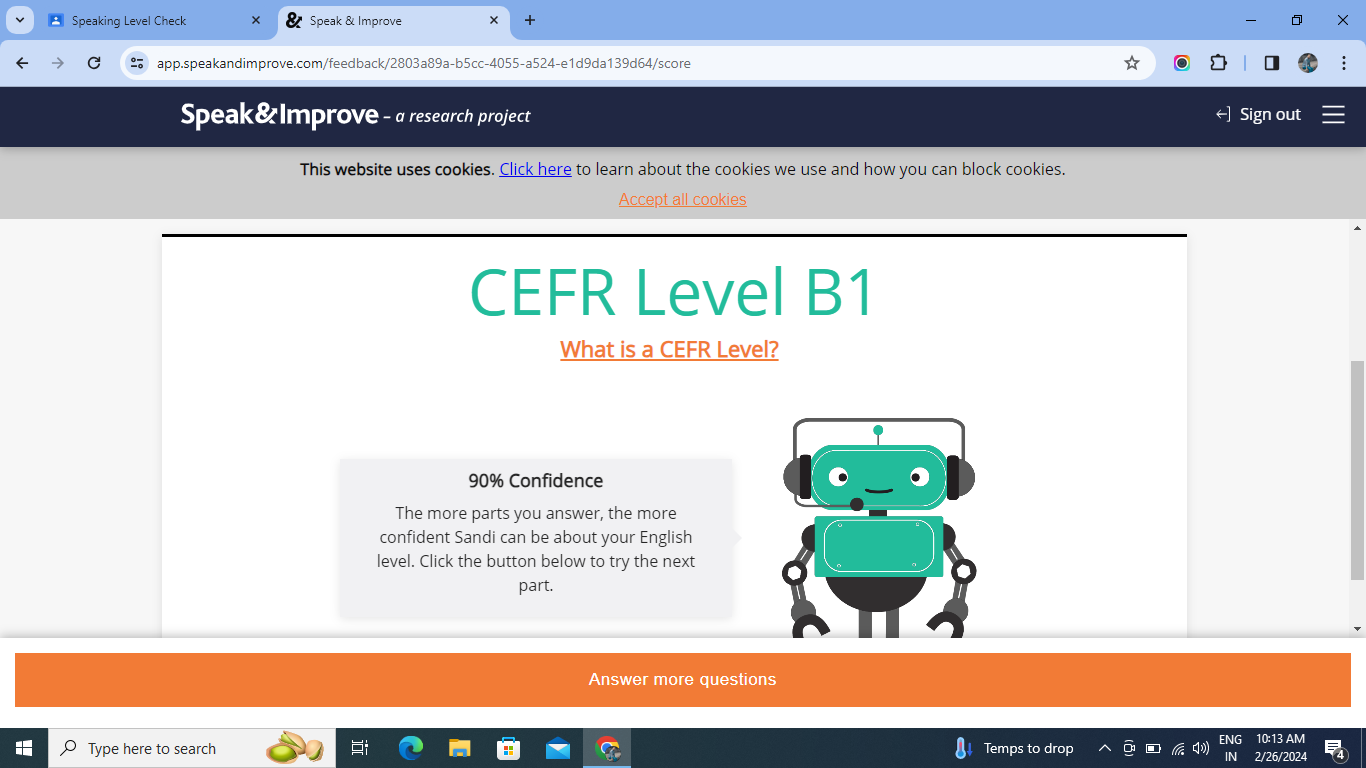 Speaking Level Check
Speak & Improve
app.speakandimprove.com/feedback/2803a89a-b5cc-4055-a524-e1d9da139d64/score
Speak&Improve – a research project
Sign out
This website uses cookies. Click here to learn about the cookies we use and how you can block cookies.
Accept all cookies
CEFR Level B1
What is a CEFR Level?
90% Confidence
The more parts you answer, the more
confident Sandi can be about your English
level. Click the button below to try the next
part.
Answer more questions
Type here to search
Temps to drop
ENG
IN
10:13 AM
2/26/2024
4